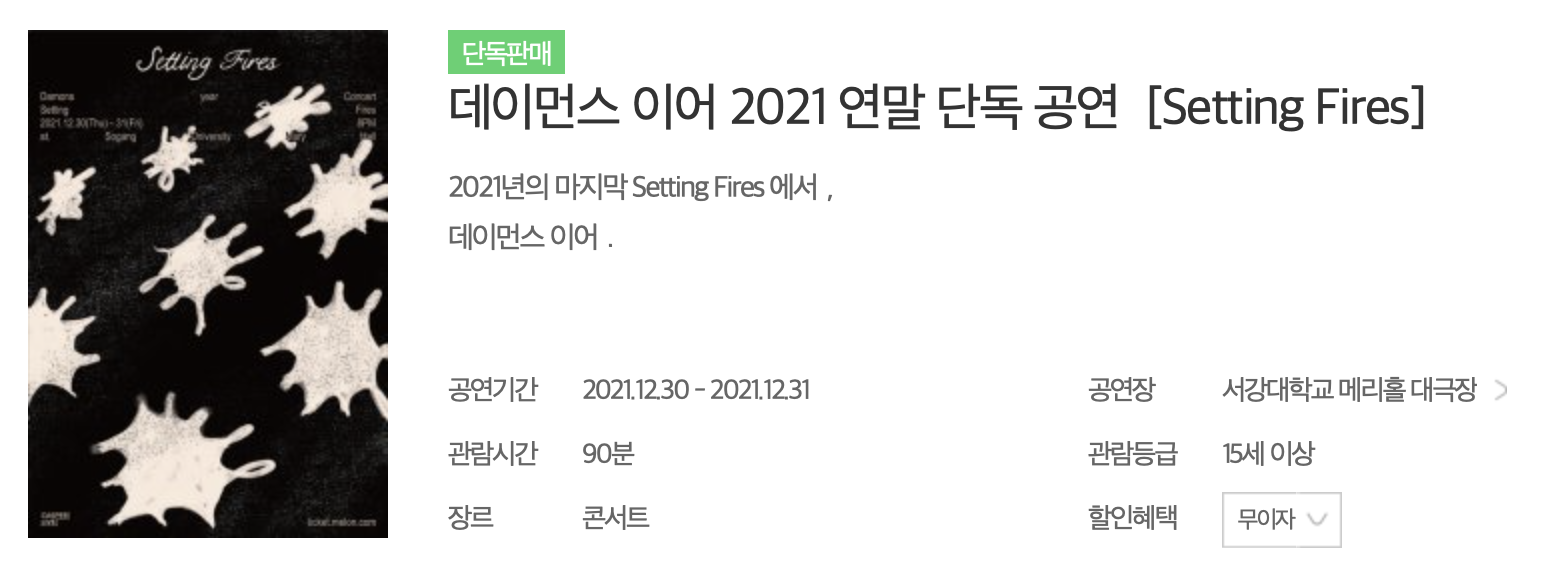 Setting Fires
Damons year Concert
Setting Fires
2021.12.30(Thu) - 31(Fri) 8PM
at Sogang University Mary Hall
ticket.melon.com
단독판매
데이먼스 이어 2021 연말 단독 공연 [Setting Fires]
2021년의 마지막 Setting Fires 에서 ,
데이먼스 이어 .
공연기간 2021.12.30 - 2021.12.31 공연장 서강대학교 메리홀 대극장
관람시간 90분 관람등급 15세 이상
장르 콘서트 할인혜택 무이자